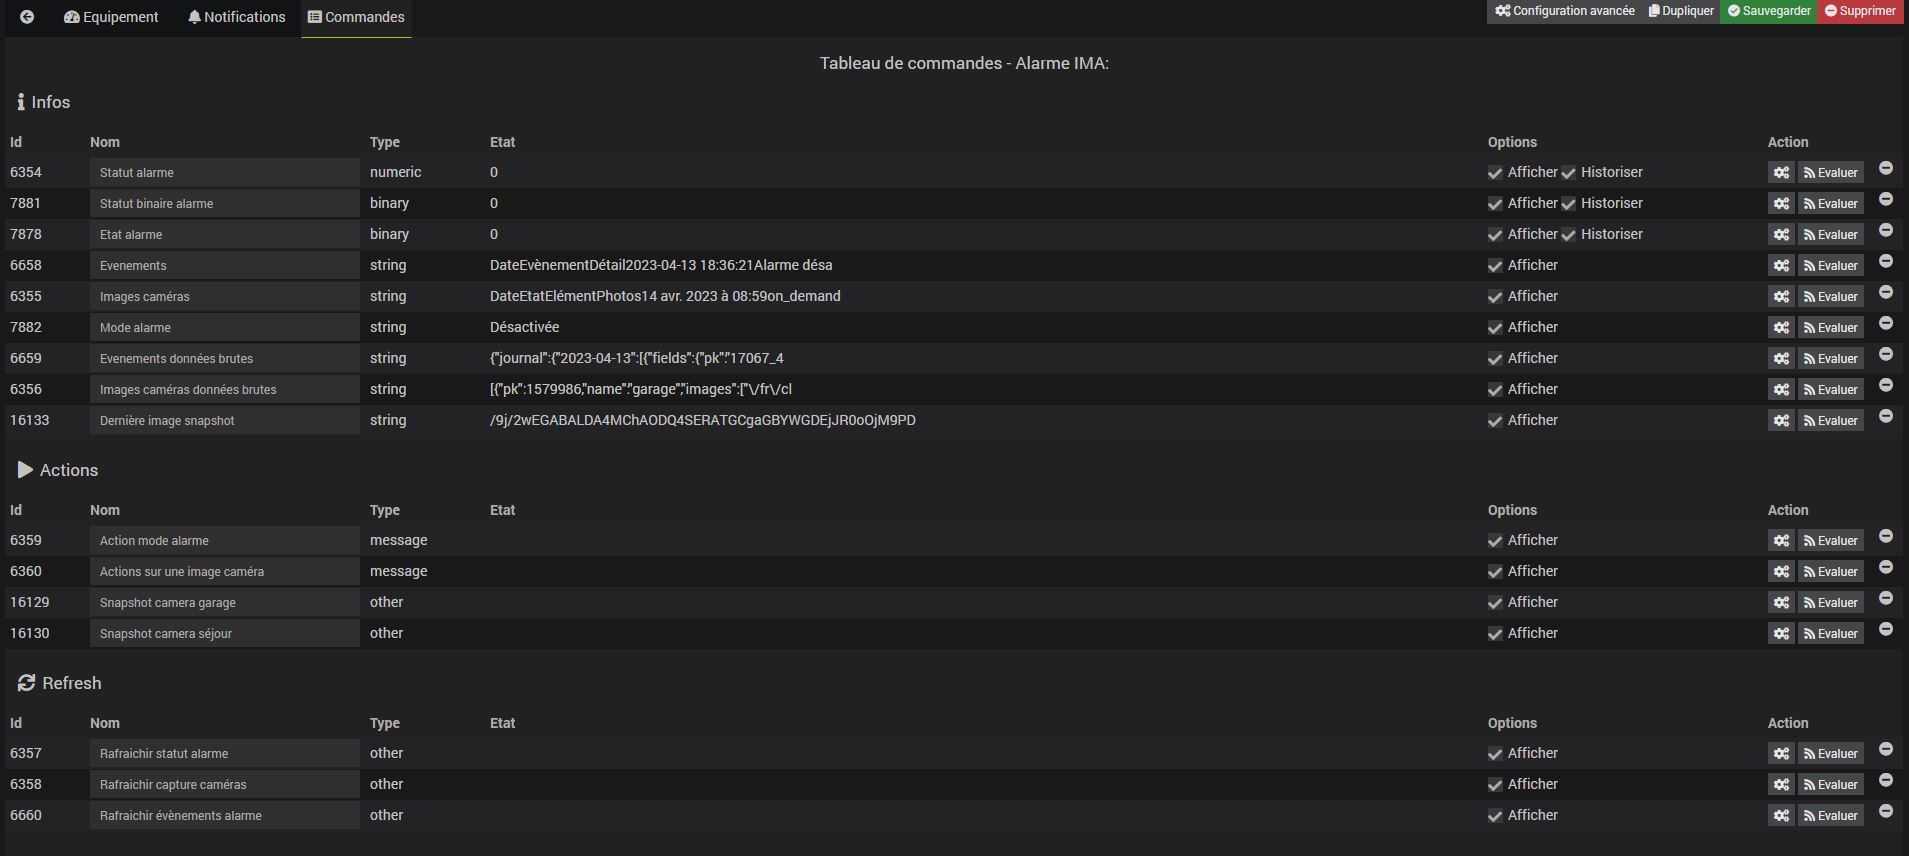 Equipement Notifications Commandes Configuration avancée Dupliquer Sauvegarder Supprimer
Tableau de commandes - Alarme IMA:
Infos
Id Nom Type Etat Options Action
6354 Statut alarme numeric 0 Afficher Historiser Evaluer
7881 Statut binaire alarme binary 0 Afficher Historiser Evaluer
7878 Etat alarme binary 0 Afficher Historiser Evaluer
6658 Evenements string DateEvènementDétail2023-04-13 18:36:21Alarme désa Afficher Evaluer
6355 Images caméras string DateEtatElémentPhotos14 avr. 2023 à 08:59on_demand Afficher Evaluer
7882 Mode alarme string Désactivée Afficher Evaluer
6659 Evenements données brutes string {"journal":{"2023-04-13":[{"fields":{"pk":"17067_4 Afficher Evaluer
6356 Images caméras données brutes string [{"pk":1579986,"name":"garage","images":["\/fr\/cl Afficher Evaluer
16133 Dernière image snapshot string /9j/2wEGABALDA4MChAODQ4SERATGCgaGBYWGDEjJR0oOjM9PD Afficher Evaluer
Actions
Id Nom Type Etat Options Action
6359 Action mode alarme message Afficher Evaluer
6360 Actions sur une image caméra message Afficher Evaluer
16129 Snapshot camera garage other Afficher Evaluer
16130 Snapshot camera séjour other Afficher Evaluer
Refresh
Id Nom Type Etat Options Action
6357 Rafraichir statut alarme other Afficher Evaluer
6358 Rafraichir capture caméras other Afficher Evaluer
6660 Rafraichir évènements alarme other Afficher Evaluer